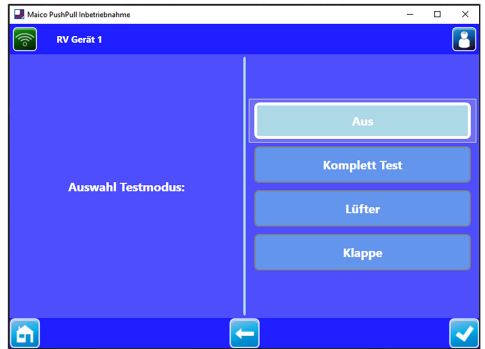 Maico PushPull Inbetriebnahme
RV Gerät 1
Auswahl Testmodus:
Aus
Komplett Test
Lüfter
Klappe